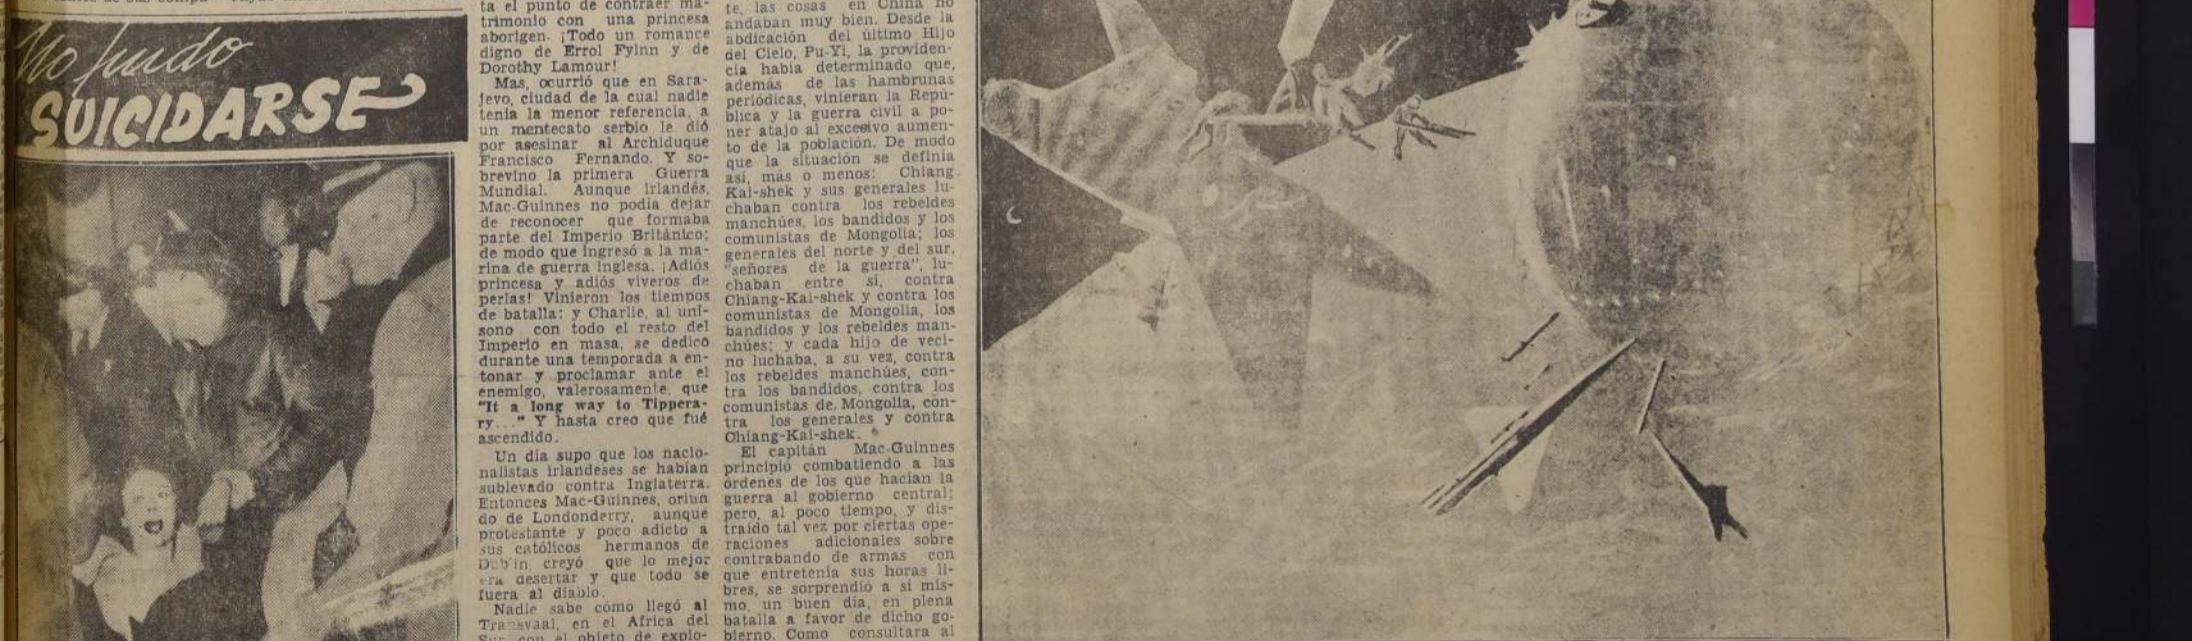 No pudo
SUICIDARSE
ta el punto de contraer ma-
trimonio con una princesa
aborigen. ¡Todo un romance
digno de Errol Fylnn y de
Dorothy Lamour!
Mas, ocurrió que en Sara-
jevo, ciudad de la cual nadie
tenía la menor referencia, a
un mentecato serbio le dió
por asesinar al Archiduque
Francisco Fernando. Y so-
brevino la primera Guerra
Mundial. Aunque irlandés,
Mac-Guinnes no podía dejar
de reconocer que formaba
parte del Imperio Británico;
de modo que ingresó a la ma-
rina de guerra inglesa. ¡Adiós
princesa y adiós viveros de
perlas! Vinieron los tiempos
de batalla: y Charlie, al uní-
sono con todo el resto del
Imperio en masa, se dedicó
durante una temporada a en-
tonar y proclamar ante el
enemigo, valerosamente, que
"It a long way to Tippera-
ry..." Y hasta creo que fué
ascendido.
Un día supo que los nacio-
nalistas irlandeses se habían
sublevado contra Inglaterra.
Entonces Mac-Guinnes, oriun
do de Londonderry, aunque
protestante y poco adicto a
sus católicos hermanos de
Dub'in, creyó que lo mejor
era desertar y que todo se
fuera al diablo.
Nadie sabe cómo llegó al
Transvaal, en el Africa del
Sur con el objeto de explo-
te, las cosas en China no
andaban muy bien. Desde la
abdicación del último Hijo
del Cielo, Pu-Yi, la providen-
cia había determinado que,
además de las hambrunas
periódicas, vinieran la Repú-
blica y la guerra civil a po-
ner atajo al excesivo aumen-
to de la población. De modo
que la situación se definía
así, más o menos: Chiang
Kai-shek y sus generales lu-
chaban contra los rebeldes
manchúes, los bandidos y los
comunistas de Mongolia; los
generales del norte y del sur,
"señores de la guerra", lu-
chaban entre sí, contra
Chiang-Kai-shek y contra los
comunistas de Mongolia, los
bandidos y los rebeldes man-
chúes; y cada hijo de veci-
no luchaba, a su vez, contra
los rebeldes manchúes, con-
tra los bandidos, contra los
comunistas de Mongolia, con-
tra los generales y contra
Chiang-Kai-shek.
El capitán Mac-Guinnes
principió combatiendo a las
órdenes de los que hacían la
guerra al gobierno central;
pero, al poco tiempo, y dis-
traído tal vez por ciertas ope-
raciones adicionales sobre
contrabando de armas con
que entretenía sus horas li-
bres, se sorprendió a sí mis-
mo, un buen día, en plena
batalla a favor de dicho go-
bierno. Como consultara al